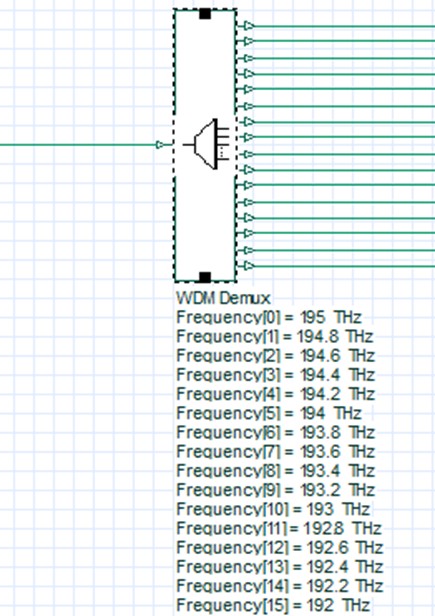 WDM Demux
Frequency[0] = 195 THz
Frequency[1] = 194.8 THz
Frequency[2] = 194.6 THz
Frequency[3] = 194.4 THz
Frequency[4] = 194.2 THz
Frequency[5] = 194 THz
Frequency[6] = 193.8 THz
Frequency[7] = 193.6 THz
Frequency[8] = 193.4 THz
Frequency[9] = 193.2 THz
Frequency[10] = 193 THz
Frequency[11] = 192.8 THz
Frequency[12] = 192.6 THz
Frequency[13] = 192.4 THz
Frequency[14] = 192.2 THz
Frequency[15] = 192 THz